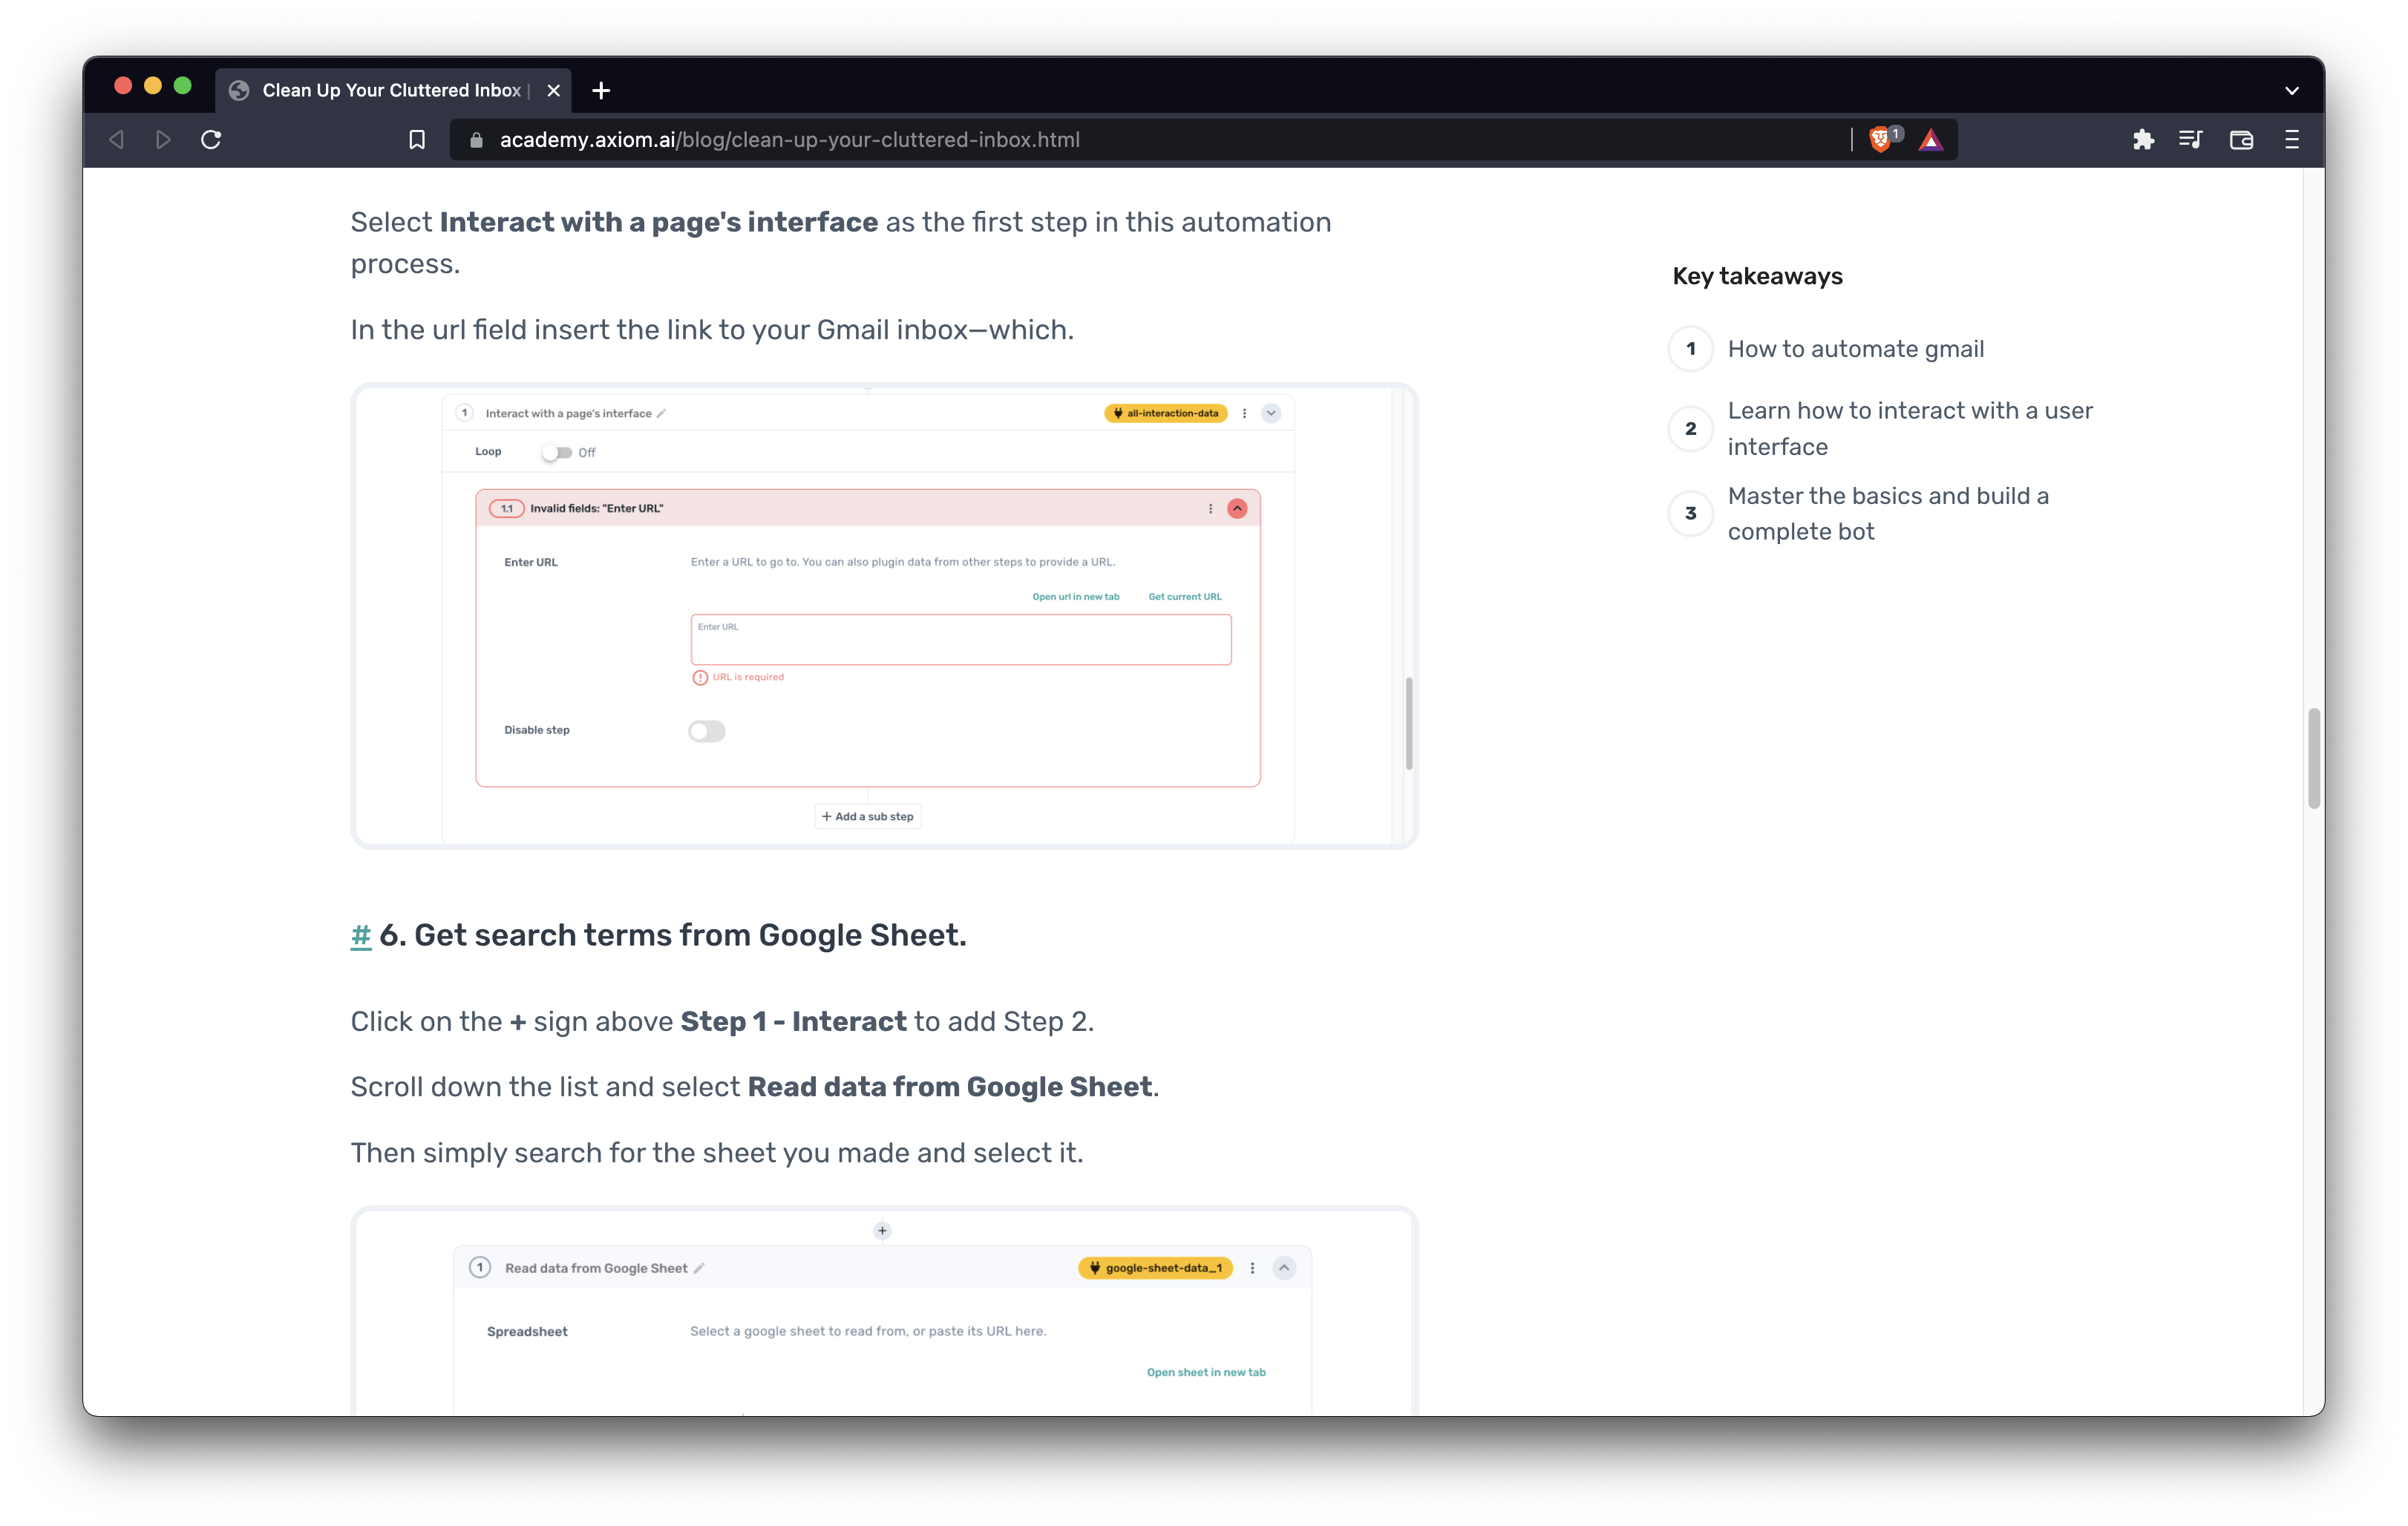 Clean Up Your Cluttered Inbox |
academy.axiom.ai/blog/clean-up-your-cluttered-inbox.html
1
Select Interact with a page's interface as the first step in this automation
process.
In the url field insert the link to your Gmail inbox—which.
1 Interact with a page's interface
all-interaction-data
Loop Off
1.1 Invalid fields: "Enter URL"
Enter URL
Enter a URL to go to. You can also plugin data from other steps to provide a URL.
Open url in new tab Get current URL
Enter URL
URL is required
Disable step
+ Add a sub step
# 6. Get search terms from Google Sheet.
Click on the + sign above Step 1 - Interact to add Step 2.
Scroll down the list and select Read data from Google Sheet.
Then simply search for the sheet you made and select it.
+
1 Read data from Google Sheet
google-sheet-data_1
Spreadsheet
Select a google sheet to read from, or paste its URL here.
Open sheet in new tab
Key takeaways
1 How to automate gmail
2 Learn how to interact with a user
interface
3 Master the basics and build a
complete bot